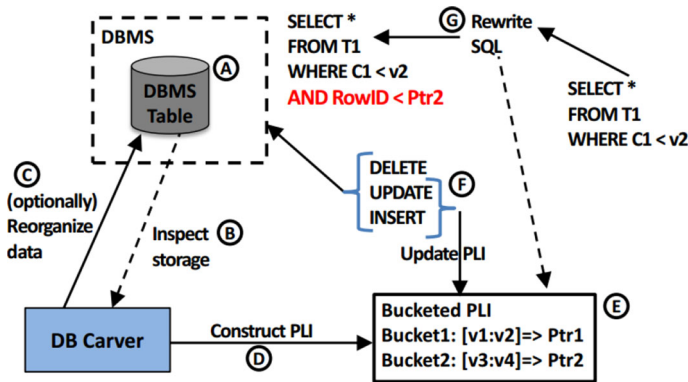 DBMS
A
DBMS
Table
SELECT *
FROM T1
WHERE C1 < v2
AND RowID < Ptr2
G Rewrite
SQL
SELECT *
FROM T1
WHERE C1 < v2
C
(optionally)
Reorganize
data
Inspect B
storage
DELETE
UPDATE
INSERT
F
Update PLI
DB Carver
Construct PLI
D
E
Bucketed PLI
Bucket1: [v1:v2]=> Ptr1
Bucket2: [v3:v4]=> Ptr2